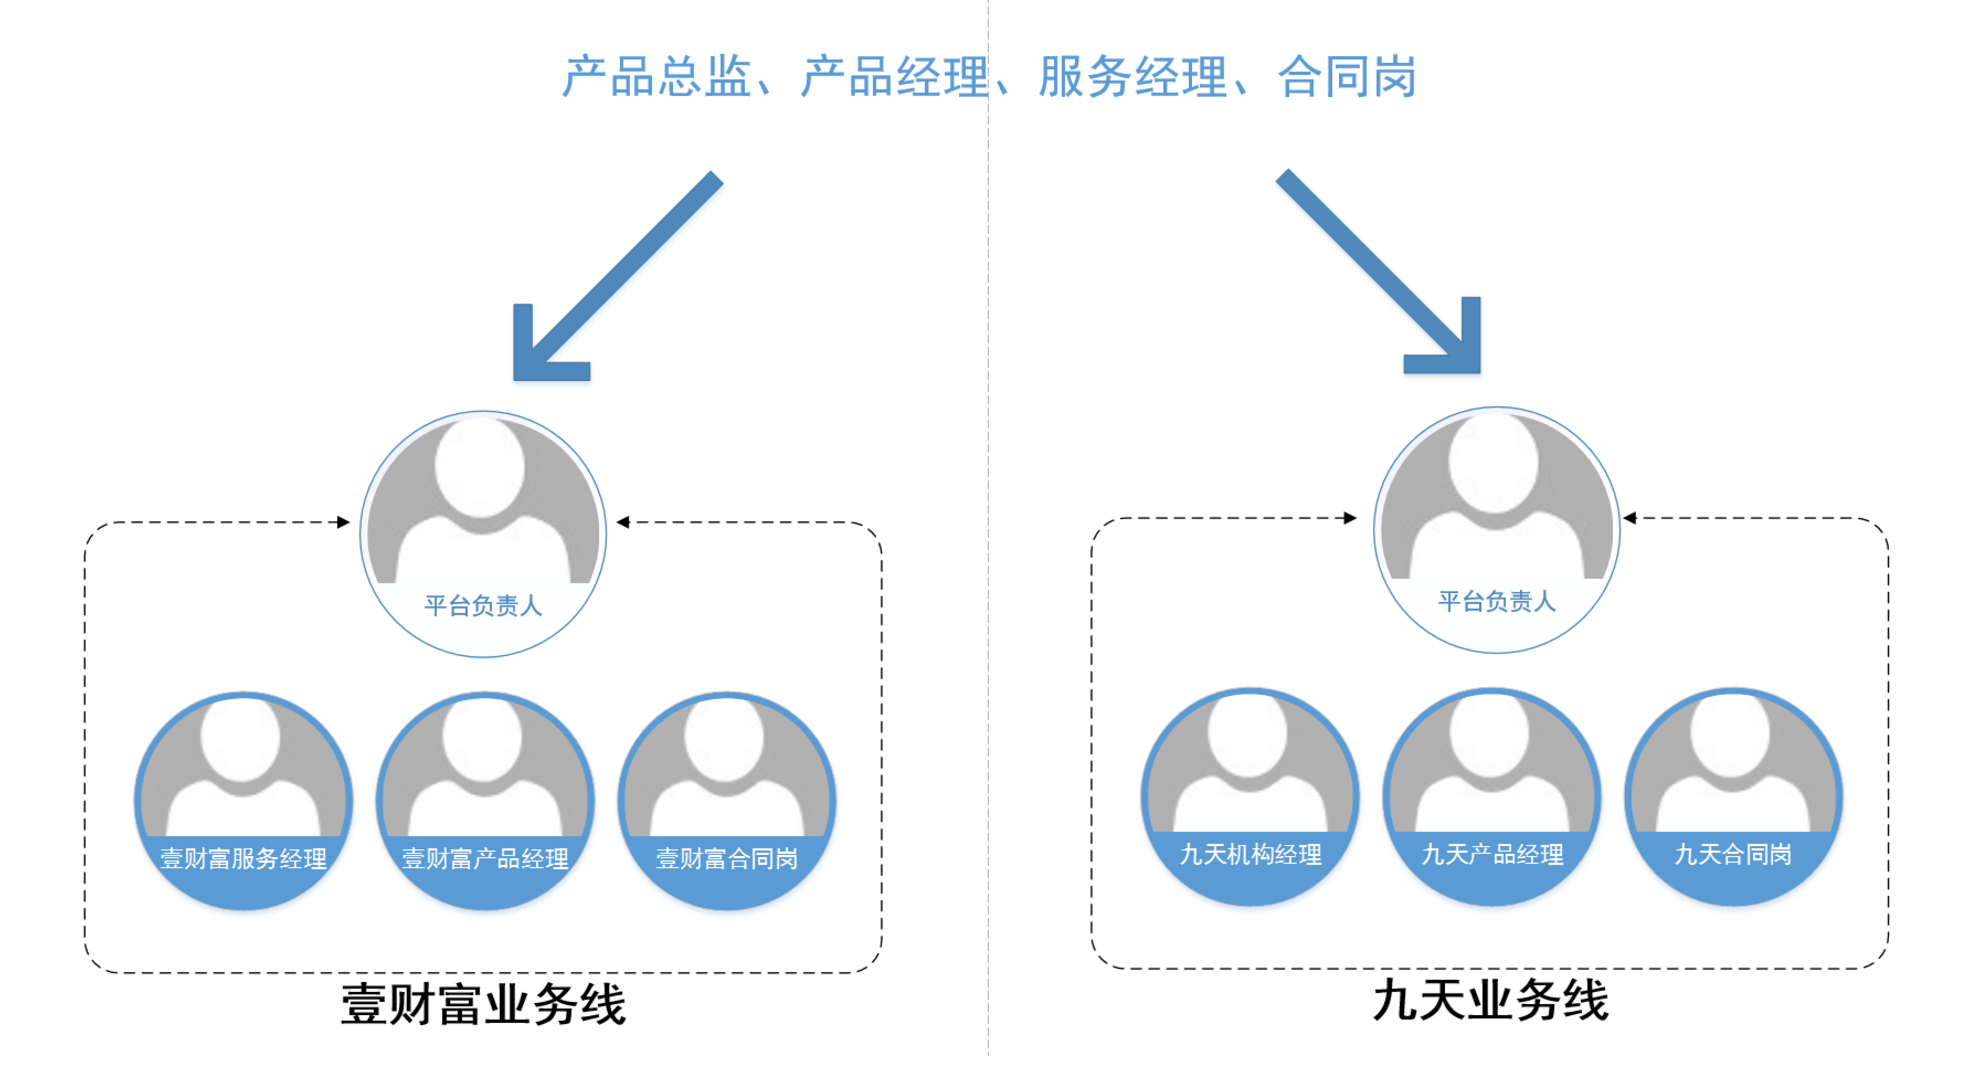 产品总监、产品经理、服务经理、合同岗
平台负责人
壹财富服务经理
壹财富产品经理
壹财富合同岗
壹财富业务线
平台负责人
九天机构经理
九天产品经理
九天合同岗
九天业务线